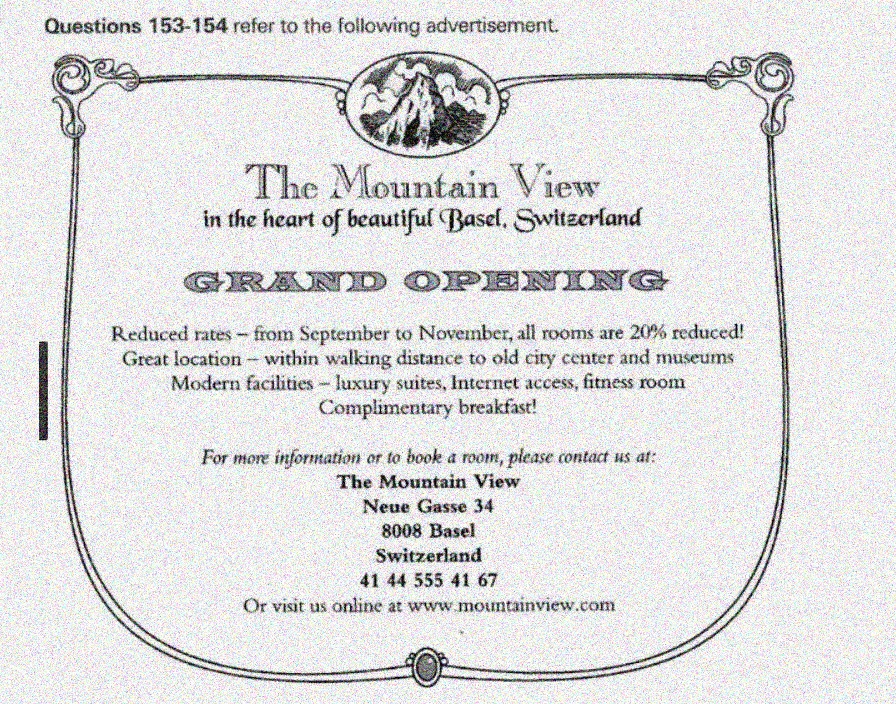 Questions 153-154 refer to the following advertisement.
The Mountain View
in the heart of beautiful Basel, Switzerland
GRAND OPENING
Reduced rates – from September to November, all rooms are 20% reduced!
Great location – within walking distance to old city center and museums
Modern facilities – luxury suites, Internet access, fitness room
Complimentary breakfast!
For more information or to book a room, please contact us at:
The Mountain View
Neue Gasse 34
8008 Basel
Switzerland
41 44 555 41 67
Or visit us online at www.mountainview.com